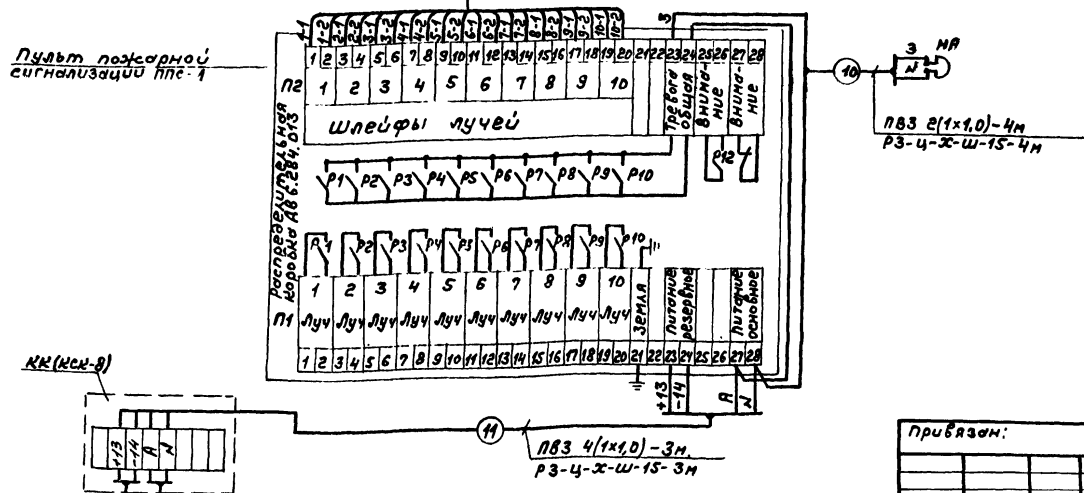 1-1 1-2 2-1 2-2 3-1 3-2 4-1 4-2 5-1 5-2 6-1 6-2 7-1 7-2 8-1 8-2 9-1 9-2 10-1 10-2
Пульт пожарной
сигнализации ППС-1
1 2 3 4 5 6 7 8 9 10 11 12 13 14 15 16 17 18 19 20 21 22 23 24 25 26 27 28
П2 1 2 3 4 5 6 7 8 9 10
Шлейфы лучей
Тревога
общая
Внима-
ние
Внима-
ние
3
10
3 НА
N
ПВ3 2(1х1,0)-4м
РЗ-Ц-Х-Ш-15-4м
Р1 Р2 Р3 Р4 Р5 Р6 Р7 Р8 Р9 Р10
Р12
Распределительная
коробка ДВ6.284.013
Р1 Р2 Р3 Р4 Р5 Р6 Р7 Р8 Р9 Р10
1 2 3 4 5 6 7 8 9 10
П1 Луч Луч Луч Луч Луч Луч Луч Луч Луч Луч
Земля
Питание
резервное
Питание
основное
1 2 3 4 5 6 7 8 9 10 11 12 13 14 15 16 17 18 19 20 21 22 23 24 25 26 27 28
+13 -14 А N
КК(КСК-8)
+13 -14 А N
11
ПВ3 4(1х1,0)-3м.
РЗ-Ц-Х-Ш-15-3м
Привязан: